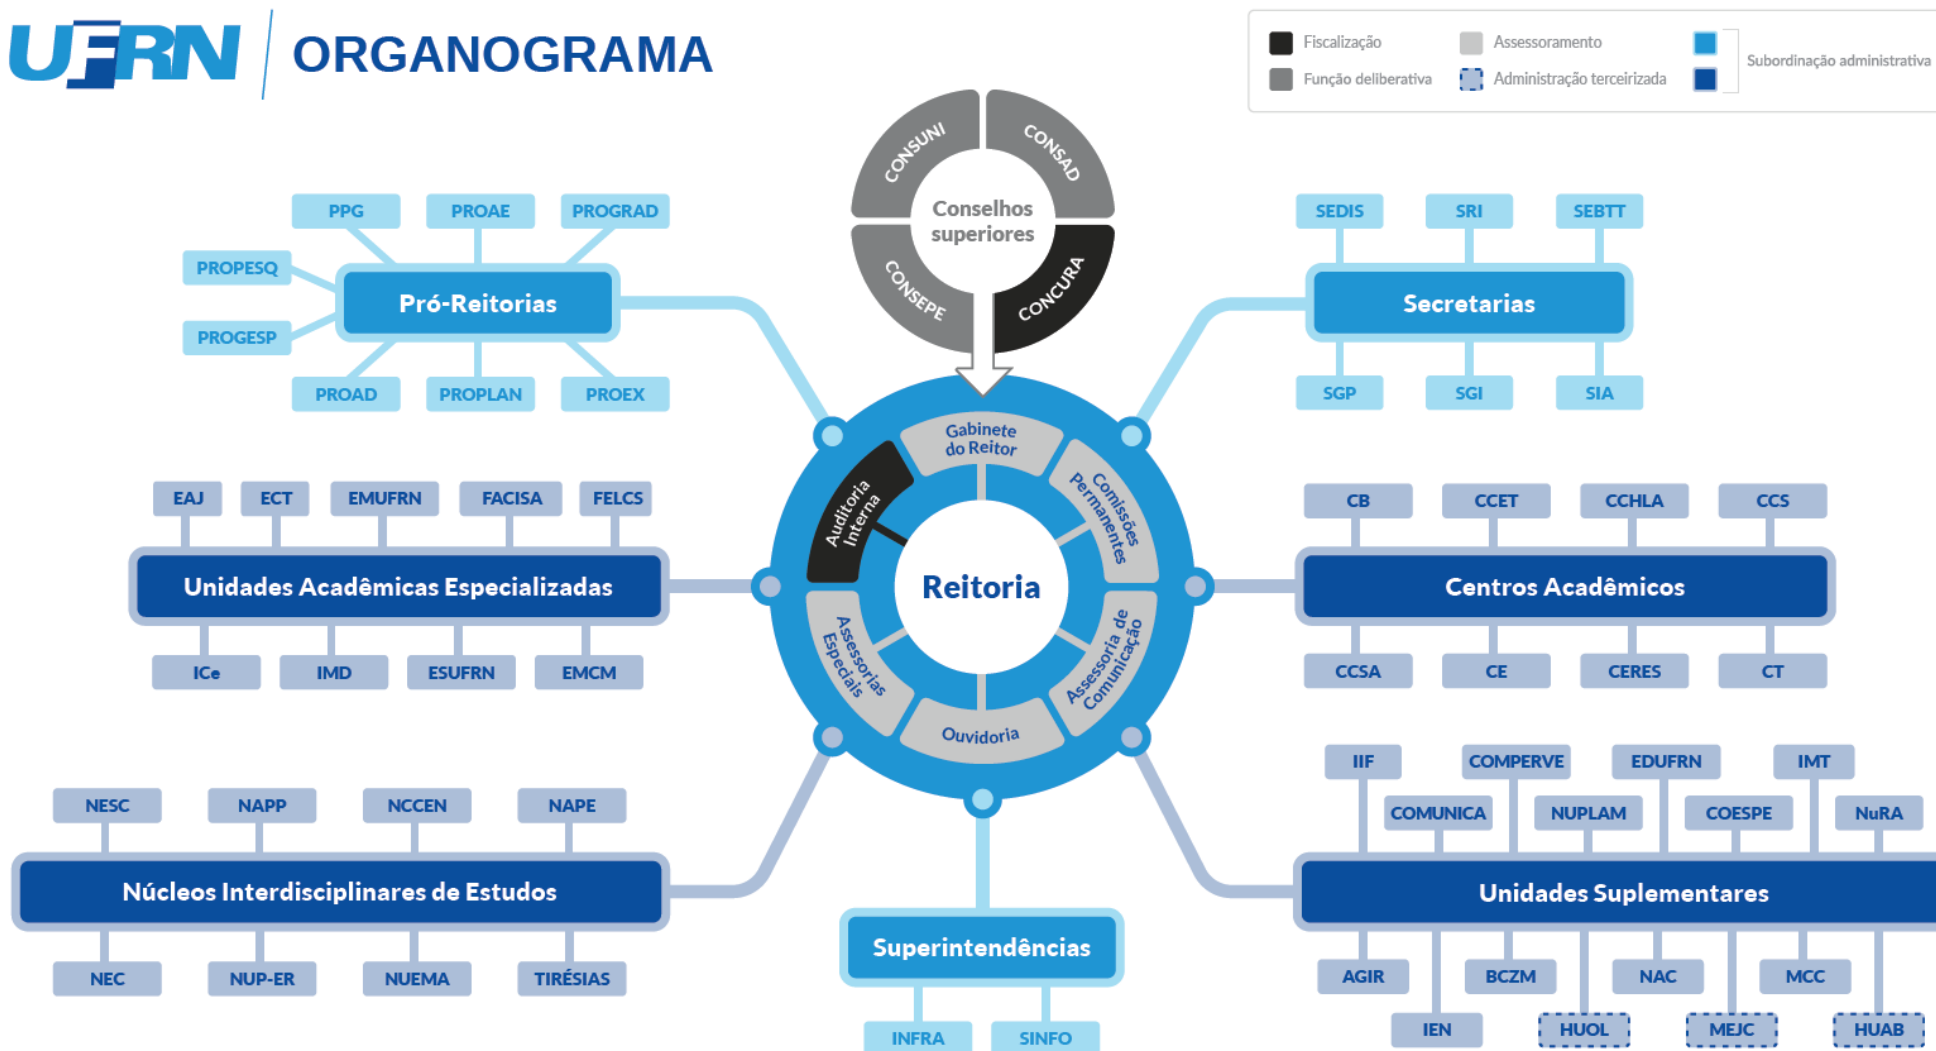 UFRN
ORGANOGRAMA
Fiscalização
Assessoramento
Função deliberativa
Administração terceirizada
Subordinação administrativa
CONSUNI
CONSAD
Conselhos
superiores
CONSEPE
CONCURA
PPG
PROAE
PROGRAD
PROPESQ
Pró-Reitorias
PROGESP
PROAD
PROPLAN
PROEX
SEDIS
SRI
SEBTT
Secretarias
SGP
SGI
SIA
Gabinete
do Reitor
Auditoria
Interna
Comissões
Permanentes
Reitoria
Assessorias
Especiais
Assessoria de
Comunicação
Ouvidoria
EAJ
ECT
EMUFRN
FACISA
FELCS
Unidades Acadêmicas Especializadas
ICe
IMD
ESUFRN
EMCM
CB
CCET
CCHLA
CCS
Centros Acadêmicos
CCSA
CE
CERES
CT
NESC
NAPP
NCCEN
NAPE
Núcleos Interdisciplinares de Estudos
NEC
NUP-ER
NUEMA
TIRÉSIAS
Superintendências
INFRA
SINFO
IIF
COMPERVE
EDUFRN
IMT
COMUNICA
NUPLAM
COESPE
NuRA
Unidades Suplementares
AGIR
BCZM
NAC
MCC
IEN
HUOL
MEJC
HUAB